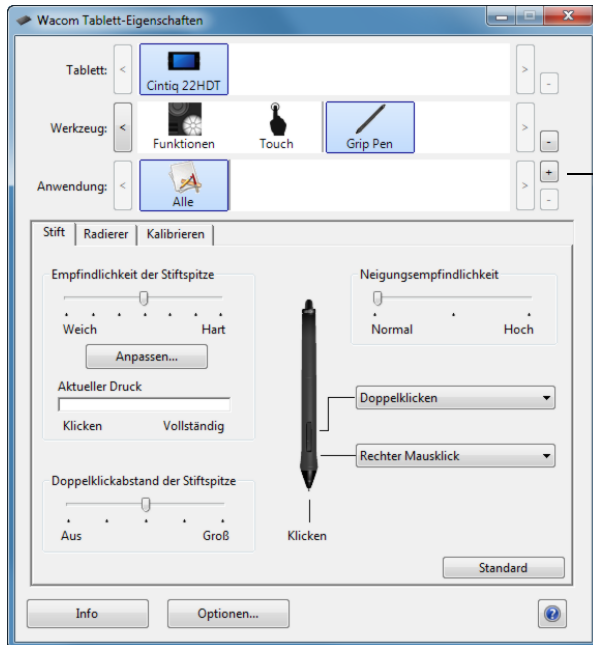 Wacom Tablett-Eigenschaften
Tablett: < Cintiq 22HDT > -
Werkzeug: < Funktionen Touch Grip Pen > -
Anwendung: < Alle > + -
Stift Radierer Kalibrieren
Empfindlichkeit der Stiftspitze
Weich Hart
Anpassen...
Aktueller Druck
Klicken Vollständig
Doppelklickabstand der Stiftspitze
Aus Groß
Neigungsempfindlichkeit
Normal Hoch
Doppelklicken
Rechter Mausklick
Klicken
Standard
Info Optionen... ?